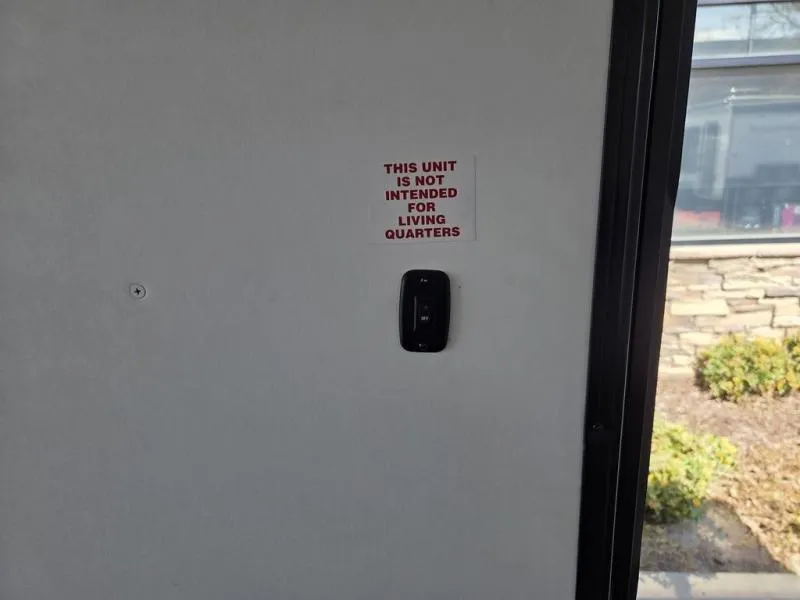 THIS UNIT
IS NOT
INTENDED
FOR
LIVING
QUARTERS
OFF